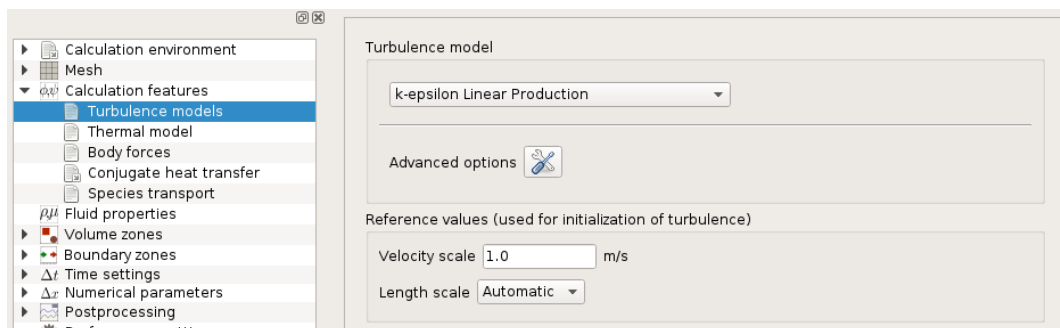 Calculation environment
Mesh
Calculation features
Turbulence models
Thermal model
Body forces
Conjugate heat transfer
Species transport
Fluid properties
Volume zones
Boundary zones
Δt Time settings
Δx Numerical parameters
Postprocessing
Turbulence model
k-epsilon Linear Production
Advanced options
Reference values (used for initialization of turbulence)
Velocity scale 1.0 m/s
Length scale Automatic